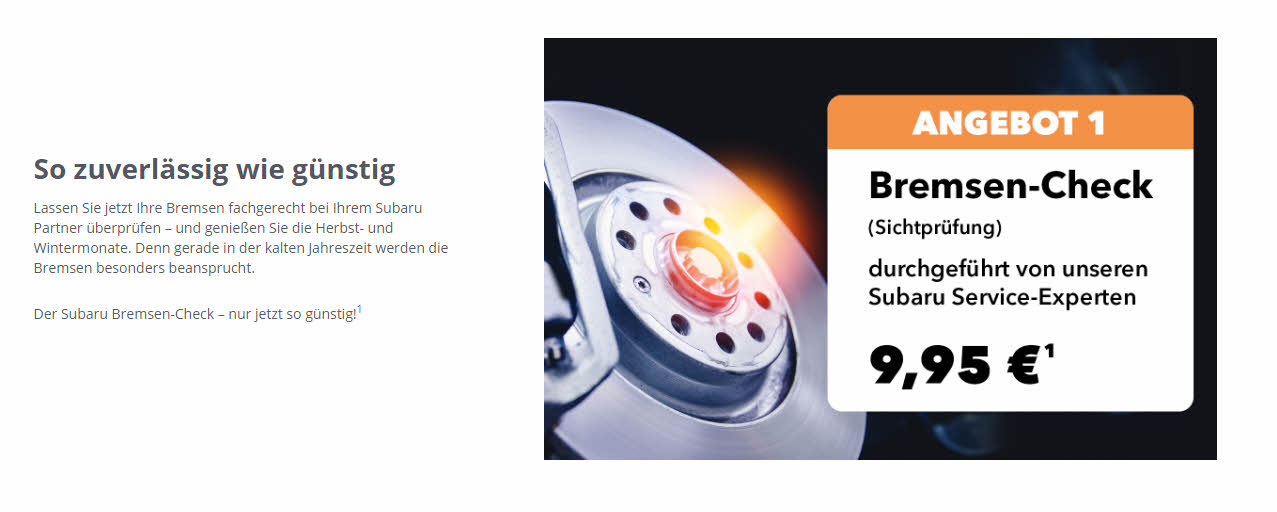 So zuverlässig wie günstig
Lassen Sie jetzt Ihre Bremsen fachgerecht bei Ihrem Subaru
Partner überprüfen – und genießen Sie die Herbst- und
Wintermonate. Denn gerade in der kalten Jahreszeit werden die
Bremsen besonders beansprucht.
Der Subaru Bremsen-Check – nur jetzt so günstig!¹
ANGEBOT 1
Bremsen-Check
(Sichtprüfung)
durchgeführt von unseren
Subaru Service-Experten
9,95 €¹